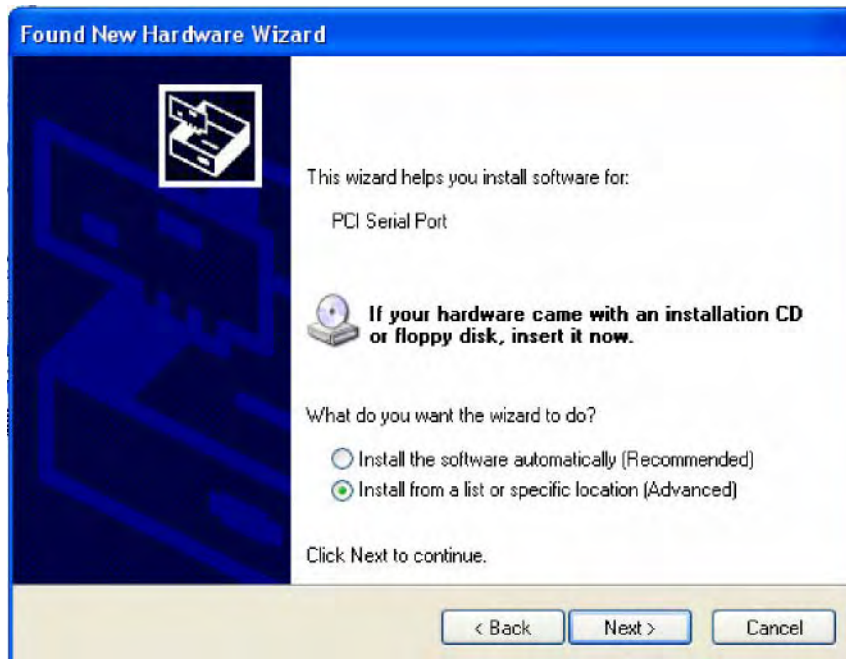 Found New Hardware Wizard
This wizard helps you install software for:
PCI Serial Port
If your hardware came with an installation CD
or floppy disk, insert it now.
What do you want the wizard to do?
Install the software automatically (Recommended)
Install from a list or specific location (Advanced)
Click Next to continue.
< Back Next > Cancel